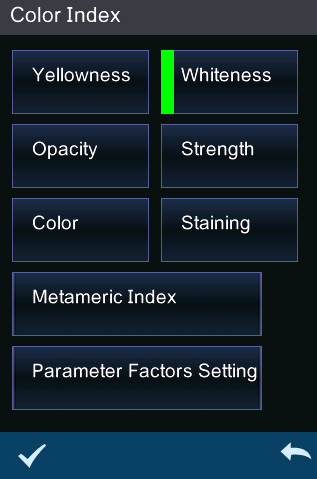 Color Index
Yellowness
Whiteness
Opacity
Strength
Color
Staining
Metameric Index
Parameter Factors Setting